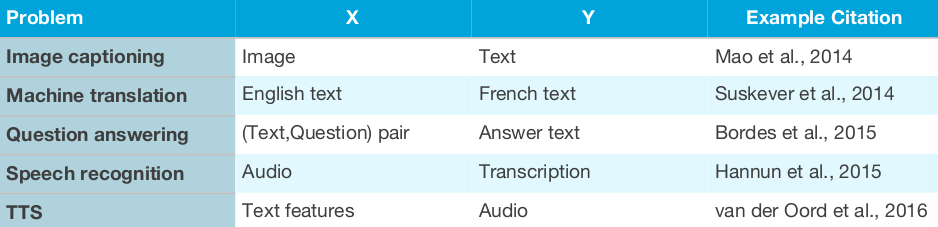 Problem X Y Example Citation
Image captioning Image Text Mao et al., 2014
Machine translation English text French text Suskever et al., 2014
Question answering (Text,Question) pair Answer text Bordes et al., 2015
Speech recognition Audio Transcription Hannun et al., 2015
TTS Text features Audio van der Oord et al., 2016